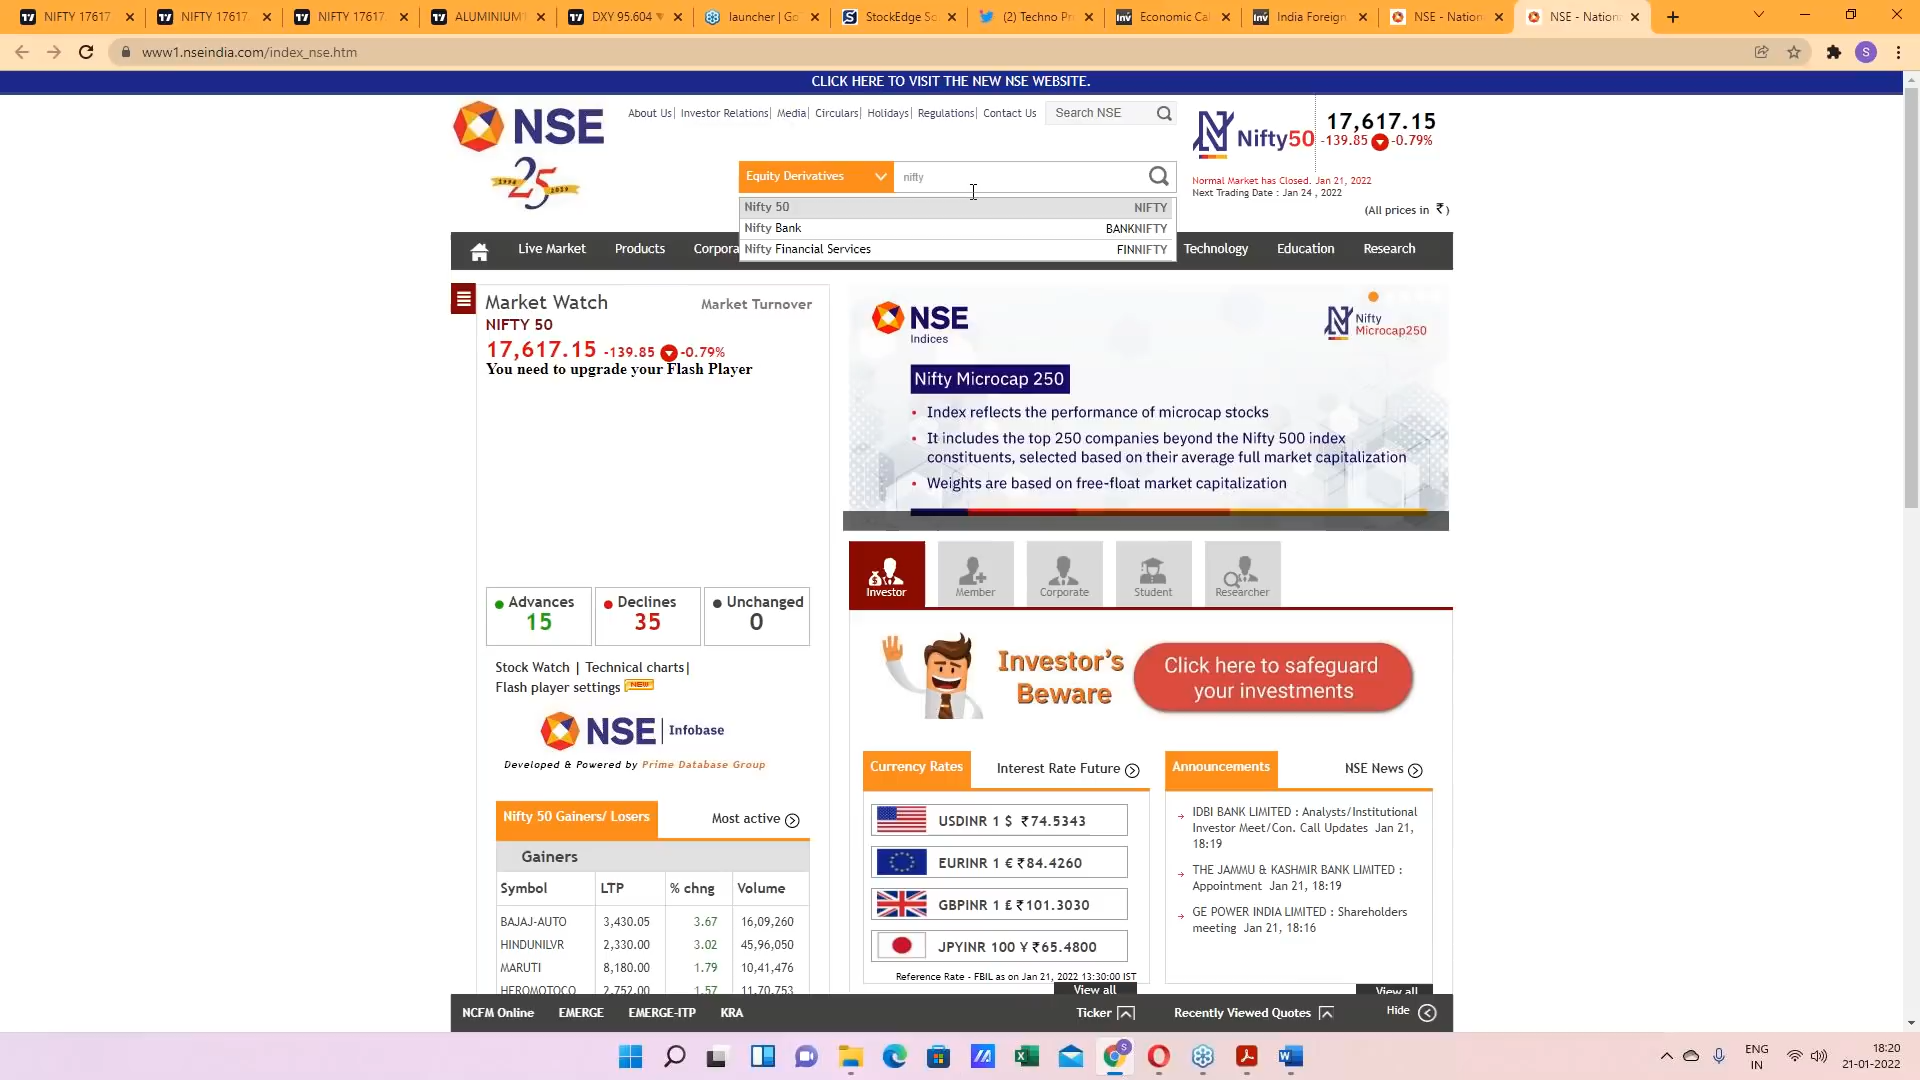 NIFTY 17617
NIFTY 17617.
NIFTY 17617.
ALUMINIUM1
DXY 95.604 ▼
launcher | Go
StockEdge So
(2) Techno Pr
Economic Cal
India Foreign
NSE - Nation
NSE - Nation
www1.nseindia.com/index_nse.htm
S
CLICK HERE TO VISIT THE NEW NSE WEBSITE.
NSE
1994 25 2019
About Us| Investor Relations| Media| Circulars| Holidays| Regulations| Contact Us
Search NSE
Nifty50
17,617.15
-139.85 -0.79%
Normal Market has Closed. Jan 21, 2022
Next Trading Date : Jan 24 , 2022
(All prices in ₹)
Equity Derivatives
nifty
Nifty 50 NIFTY
Nifty Bank BANKNIFTY
Nifty Financial Services FINNIFTY
Live Market Products Corpora Technology Education Research
Market Watch
Market Turnover
NIFTY 50
17,617.15 -139.85 -0.79%
You need to upgrade your Flash Player
NSE
Indices
Nifty
Microcap250
Nifty Microcap 250
• Index reflects the performance of microcap stocks
• It includes the top 250 companies beyond the Nifty 500 index
constituents, selected based on their average full market capitalization
• Weights are based on free-float market capitalization
Advances
15
Declines
35
Unchanged
0
Investor
Member
Corporate
Student
Researcher
Stock Watch | Technical charts|
Flash player settings NEW
NSE Infobase
Developed & Powered by Prime Database Group
Investor's
Beware
Click here to safeguard
your investments
Nifty 50 Gainers/ Losers
Most active
Gainers
Symbol LTP % chng Volume
BAJAJ-AUTO 3,430.05 3.67 16,09,260
HINDUNILVR 2,330.00 3.02 45,96,050
MARUTI 8,180.00 1.79 10,41,476
HEROMOTOCO 2,752.00 1.57 11,70,753
Currency Rates
Interest Rate Future
USDINR 1 $ ₹74.5343
EURINR 1 € ₹84.4260
GBPINR 1 £ ₹101.3030
JPYINR 100 ¥ ₹65.4800
Reference Rate - FBIL as on Jan 21, 2022 13:30:00 IST
View all
Announcements
NSE News
IDBI BANK LIMITED : Analysts/Institutional
Investor Meet/Con. Call Updates Jan 21,
18:19
THE JAMMU & KASHMIR BANK LIMITED :
Appointment Jan 21, 18:19
GE POWER INDIA LIMITED : Shareholders
meeting Jan 21, 18:16
View all
NCFM Online EMERGE EMERGE-ITP KRA
Ticker
Recently Viewed Quotes
Hide
ENG
IN
18:20
21-01-2022